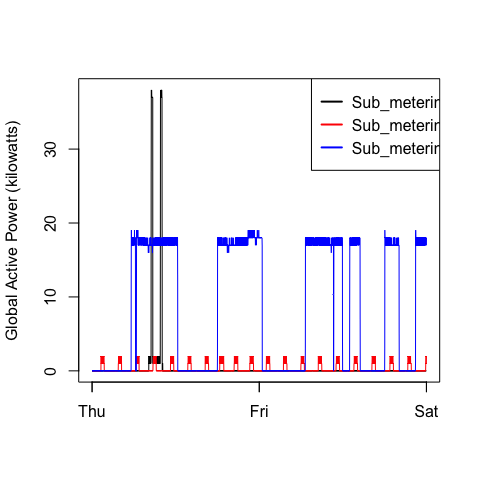 Global Active Power (kilowatts)
30
20
10
0
Sub_meterin
Sub_meterin
Sub_meterin
Thu
Fri
Sat